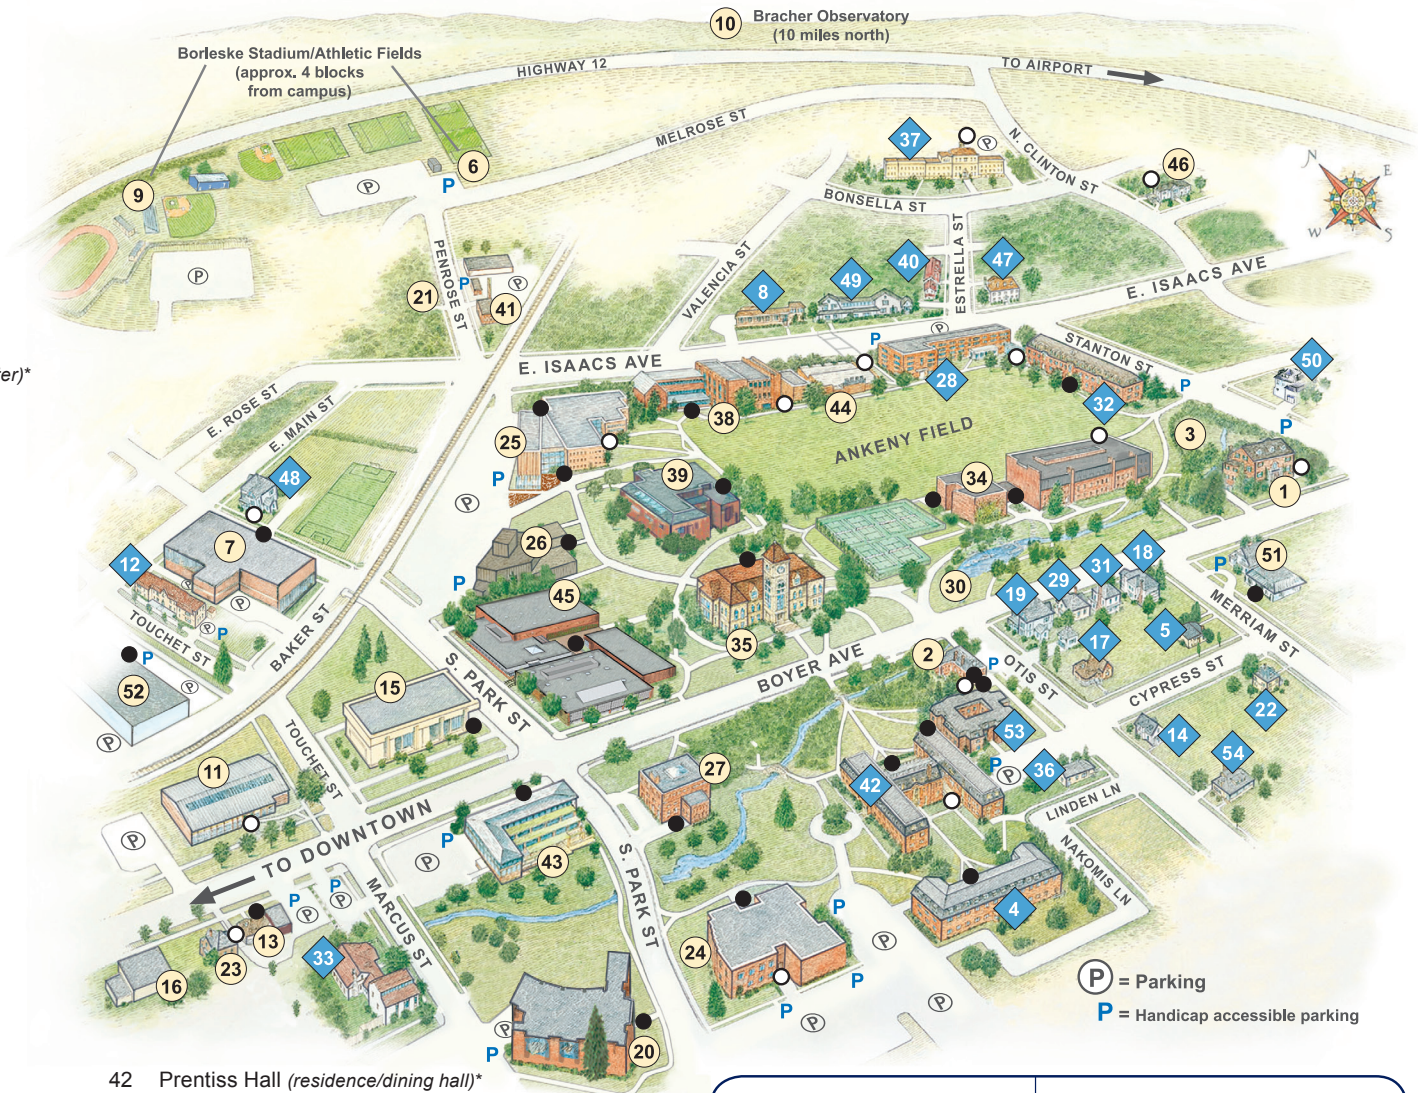 10
Bracher Observatory
(10 miles north)
Borleske Stadium/Athletic Fields
(approx. 4 blocks
from campus)
HIGHWAY 12
TO AIRPORT
MELROSE ST
N. CLINTON ST
37
P
46
6
P
P
9
N
E
W
S
BONSELLA ST
P
PENROSE ST
21
P
P
41
VALENCIA ST
ESTRELLA ST
40
47
8
49
E. ISAACS AVE
P
P
STANTON ST
E. ISAACS AVE
50
P
28
32
P
E. ROSE ST
E. MAIN ST
38
44
25
ANKENY FIELD
3
48
P
39
34
1
P
7
26
12
P
P
P
45
30
18
31
29
19
51
P
MERRIAM ST
17
5
P
P
TOUCHET ST
BAKER ST
35
BOYER AVE
2
P
OTIS ST
CYPRESS ST
P
52
P
15
S. PARK ST
22
14
54
53
P
TOUCHET ST
11
27
42
P
36
LINDEN LN
P
TO DOWNTOWN
P
P
43
NAKOMIS LN
MARCUS ST
S. PARK ST
P
P
P
P
13
23
33
16
4
P
P
24
P
P
P
P
P
P
20
P
P = Parking
P = Handicap accessible parking
er)*
42 Prentiss Hall (residence/dining hall)*